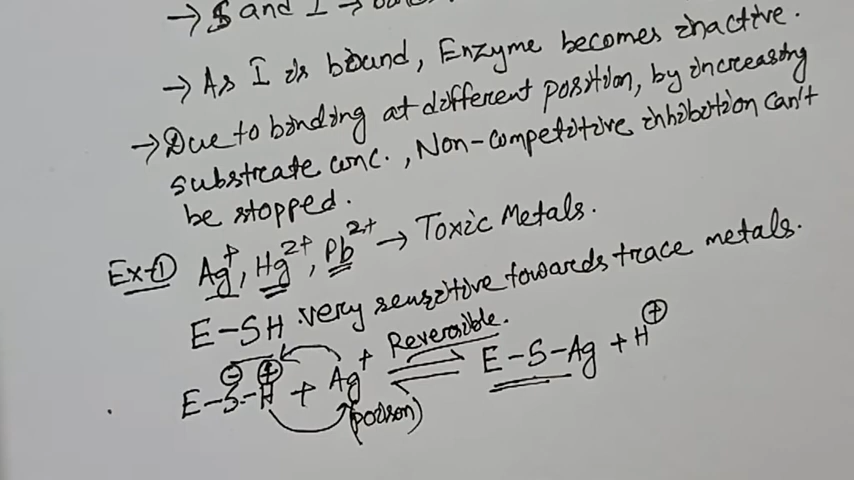 → S and I →
→ As I is bound, Enzyme becomes inactive.
→ Due to binding at different position, by increasing
substrate conc., Non-competitive inhibition can't
be stopped.
Ex-① Ag⁺, Hg²⁺, Pb²⁺ → Toxic Metals.
E-SH. very sensitive towards trace metals.
E-S-H + Ag⁺ ⇌ E-S-Ag + H⁺
⊖ ⊕
Reversible.
(poison)